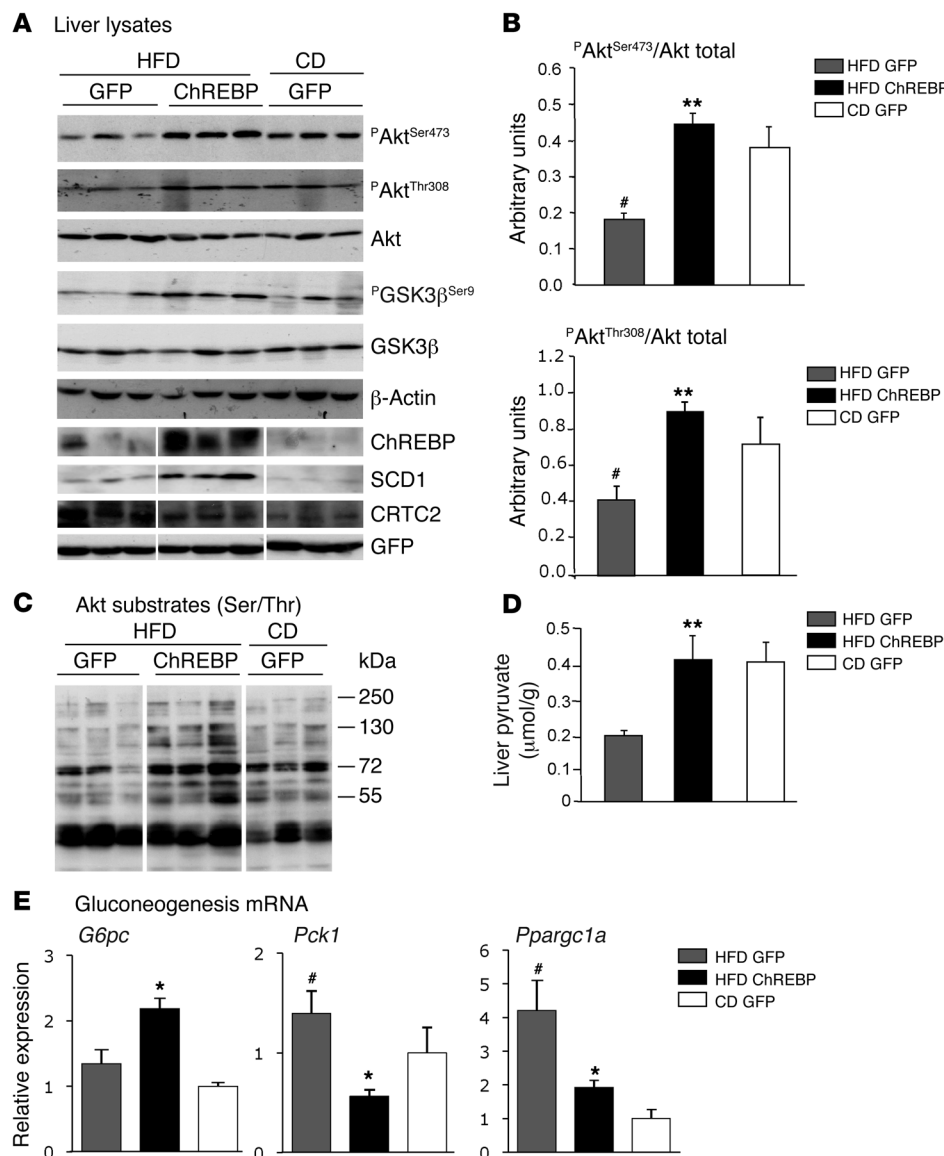 A Liver lysates
HFD CD
GFP ChREBP GFP
ᴾAktˢᵉʳ⁴⁷³
ᴾAktᵀʰʳ³⁰⁸
Akt
ᴾGSK3βˢᵉʳ⁹
GSK3β
β-Actin
ChREBP
SCD1
CRTC2
GFP
B
ᴾAktˢᵉʳ⁴⁷³/Akt total
Arbitrary units
0.6
0.5
0.4
0.3
0.2
0.1
0.0
#
**
HFD GFP
HFD ChREBP
CD GFP
ᴾAktᵀʰʳ³⁰⁸/Akt total
Arbitrary units
1.2
1.0
0.8
0.6
0.4
0.2
0.0
#
**
HFD GFP
HFD ChREBP
CD GFP
C Akt substrates (Ser/Thr)
HFD CD
GFP ChREBP GFP kDa
250
130
72
55
D
Liver pyruvate
(μmol/g)
0.5
0.4
0.2
0.1
0
**
HFD GFP
HFD ChREBP
CD GFP
E Gluconeogenesis mRNA
Relative expression
G6pc
3
2
1
0
*
Pck1
2
1
0
#
*
Ppargc1a
6
5
4
3
2
1
0
#
*
HFD GFP
HFD ChREBP
CD GFP